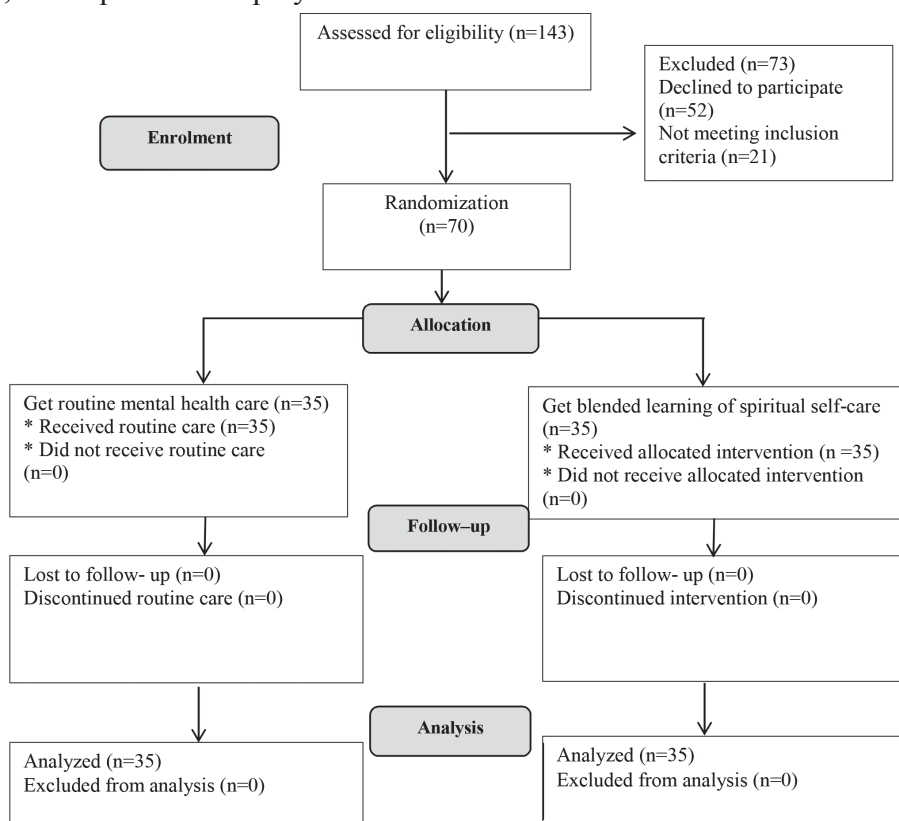 Assessed for eligibility (n=143)
Excluded (n=73)
Declined to participate
(n=52)
Not meeting inclusion
criteria (n=21)
Enrolment
Randomization
(n=70)
Allocation
Get routine mental health care (n=35)
* Received routine care (n=35)
* Did not receive routine care
(n=0)
Get blended learning of spiritual self-care
(n=35)
* Received allocated intervention (n =35)
* Did not receive allocated intervention
(n=0)
Follow–up
Lost to follow- up (n=0)
Discontinued routine care (n=0)
Lost to follow-up (n=0)
Discontinued intervention (n=0)
Analysis
Analyzed (n=35)
Excluded from analysis (n=0)
Analyzed (n=35)
Excluded from analysis (n=0)